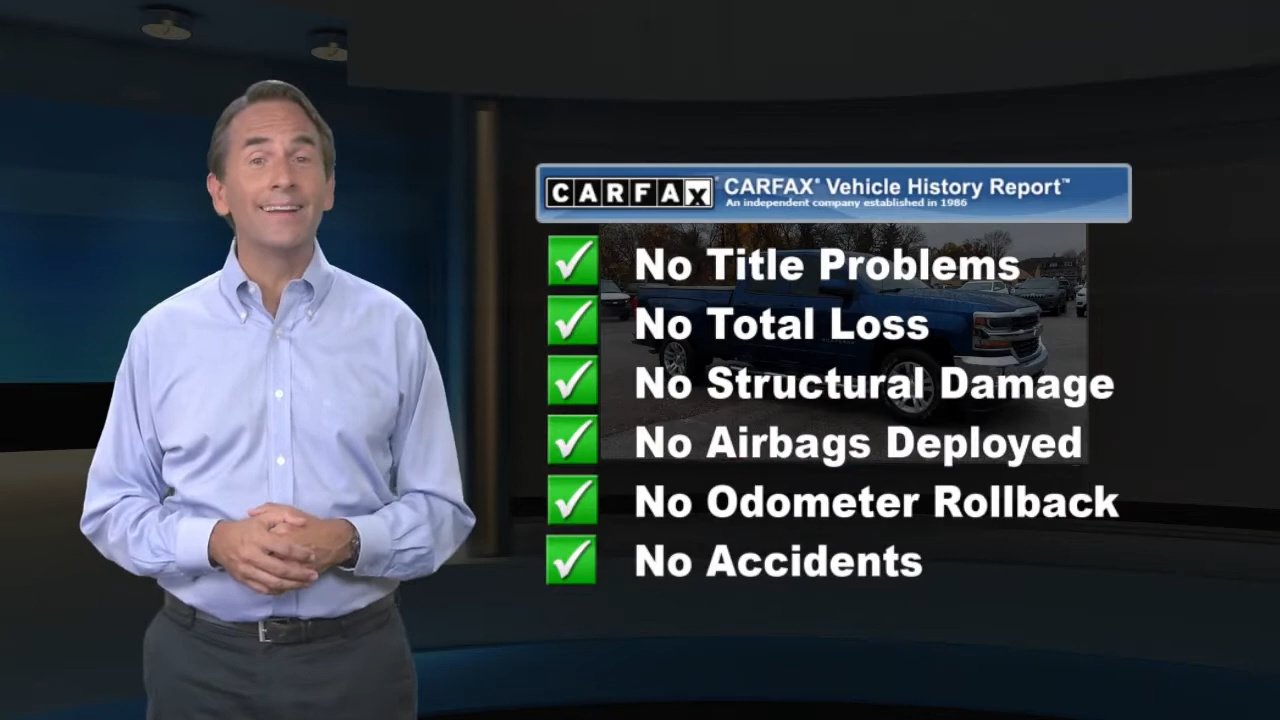 CARFAX® CARFAX® Vehicle History Report™
An independent company established in 1986
No Title Problems
No Total Loss
No Structural Damage
No Airbags Deployed
No Odometer Rollback
No Accidents